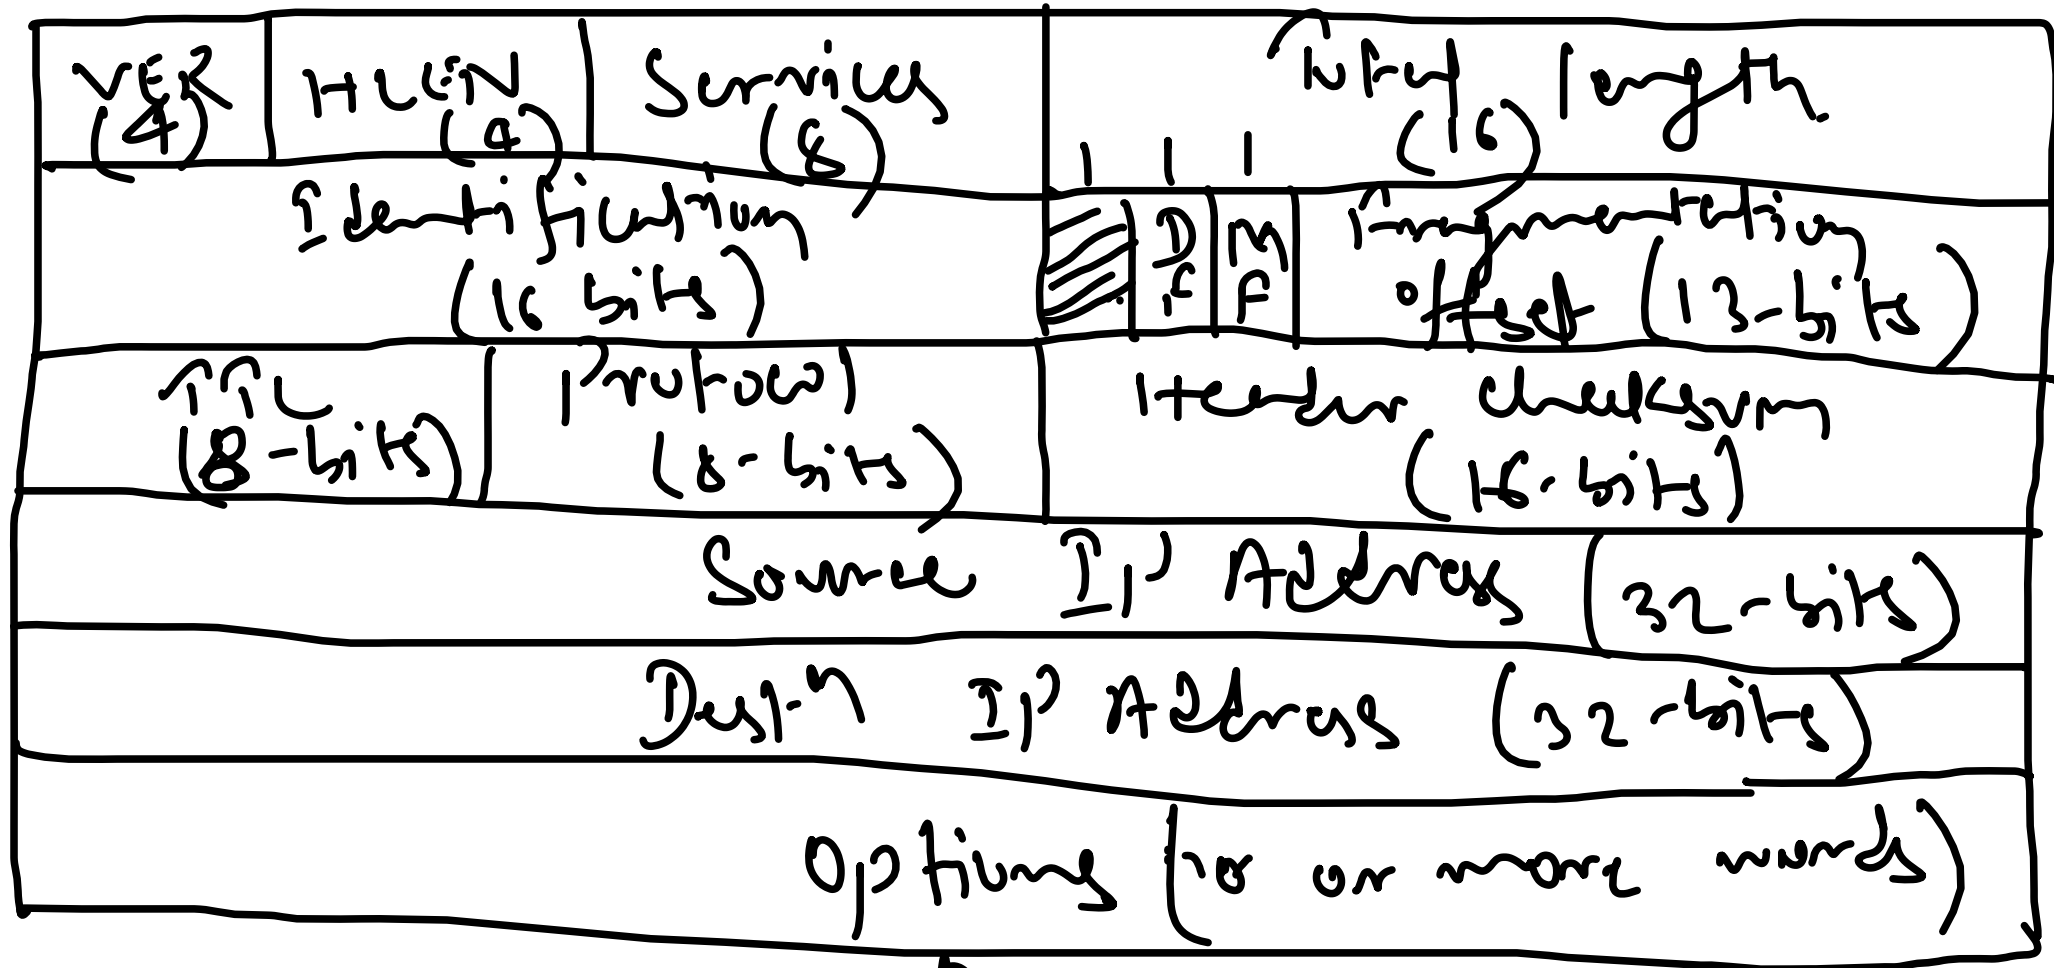 VER HLEN Services Total length
(4) (4) (8) (16)
1 1 1
Identification D M Fragmentation
(16 bits) F F offset (13-bits)
TTL Protocol Header checksum
(8-bits) (8-bits) (16-bits)
Source IP Address (32-bits)
Dest-n IP Address (32-bits)
Options ( or more words)